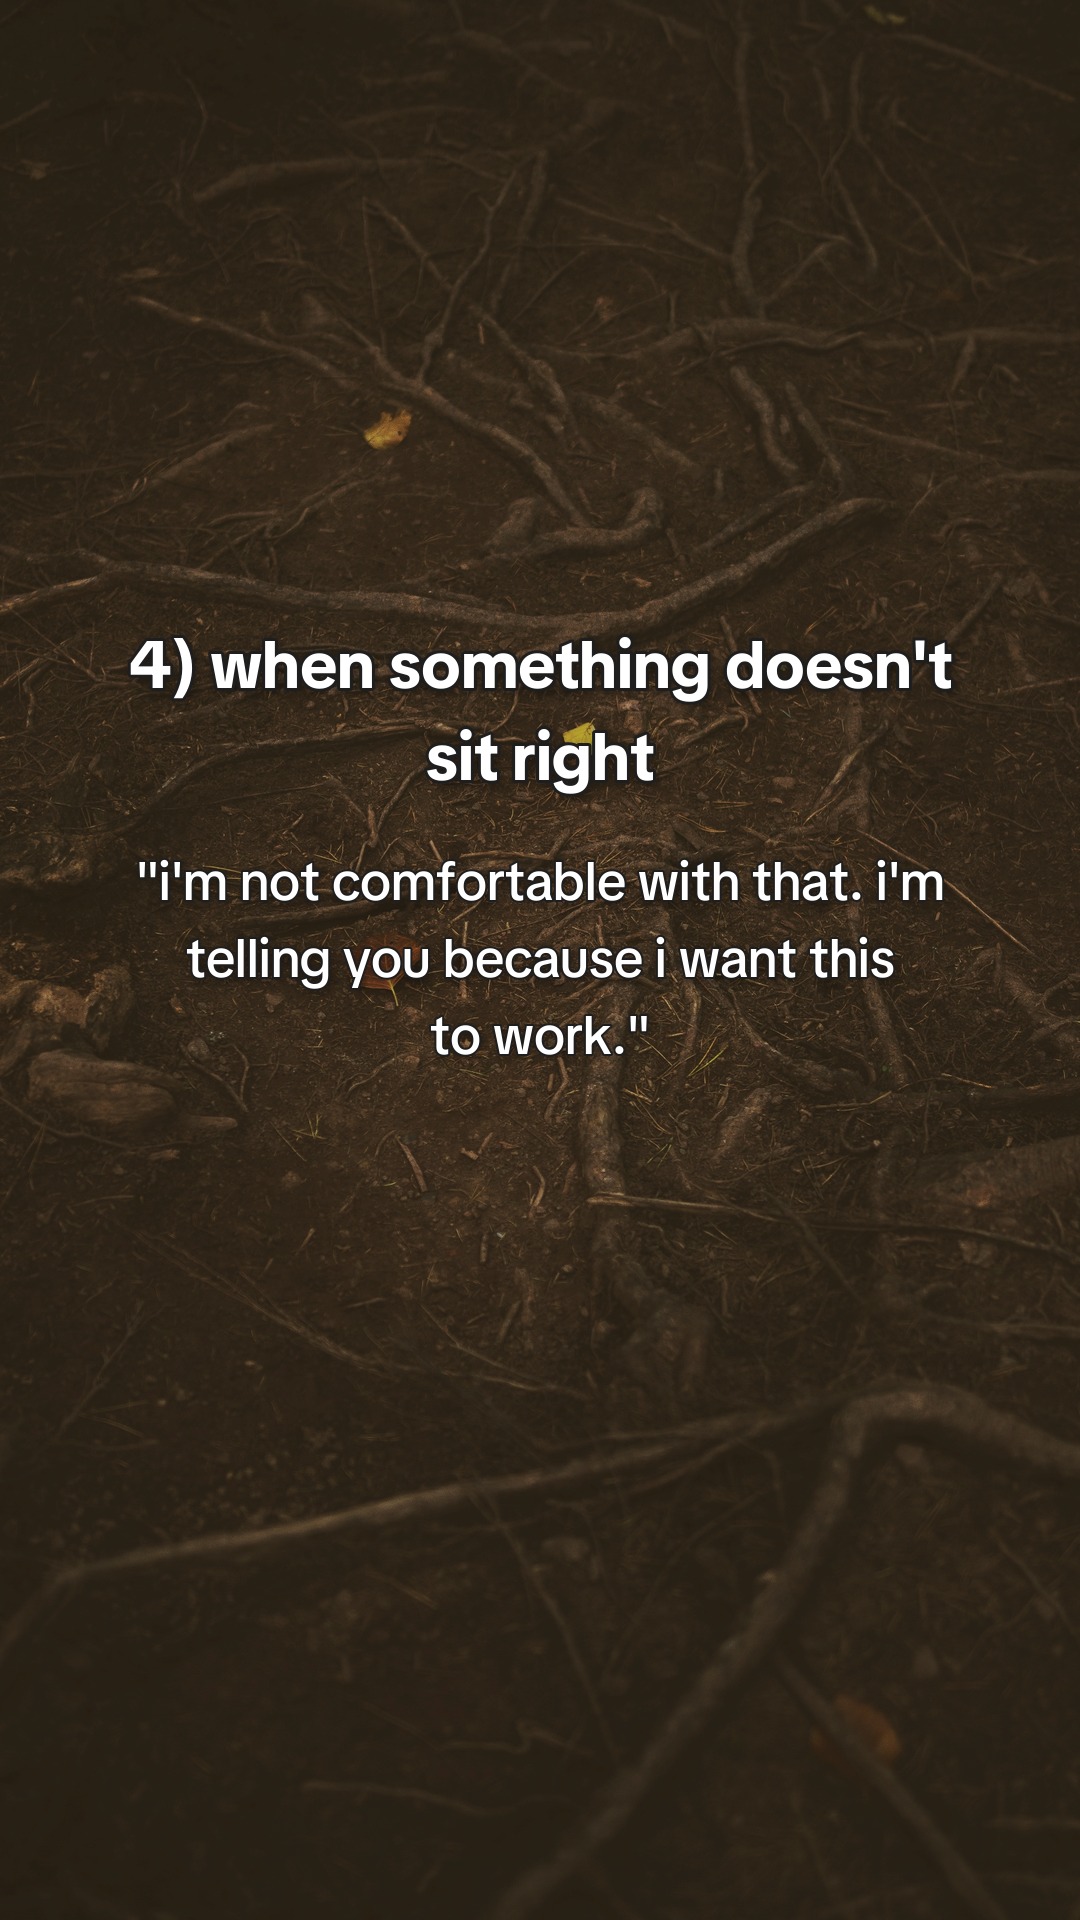 4) when something doesn't
sit right
"i'm not comfortable with that. i'm
telling you because i want this
to work."